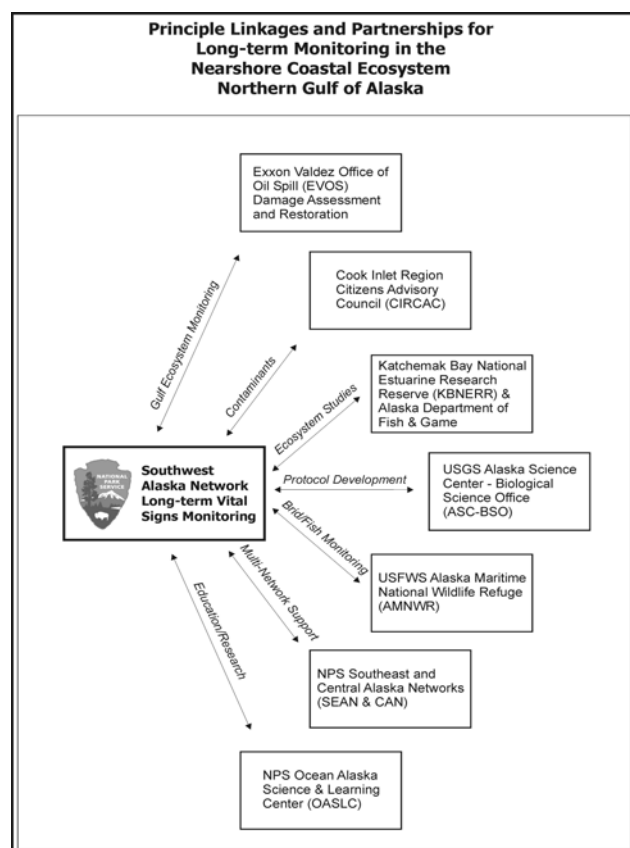 Principle Linkages and Partnerships for
Long-term Monitoring in the
Nearshore Coastal Ecosystem
Northern Gulf of Alaska
Exxon Valdez Office of
Oil Spill (EVOS)
Damage Assessment
and Restoration
Gulf Ecosystem Monitoring
Cook Inlet Region
Citizens Advisory
Council (CIRCAC)
Contaminants
Katchemak Bay National
Estuarine Research
Reserve (KBNERR) &
Alaska Department of
Fish & Game
Ecosystem Studies
NATIONAL
PARK
SERVICE
Southwest
Alaska Network
Long-term Vital
Signs Monitoring
Protocol Development
USGS Alaska Science
Center - Biological
Science Office
(ASC-BSO)
Brid/Fish Monitoring
USFWS Alaska Maritime
National Wildlife Refuge
(AMNWR)
Multi-Network Support
NPS Southeast and
Central Alaska Networks
(SEAN & CAN)
Education/Research
NPS Ocean Alaska
Science & Learning
Center (OASLC)